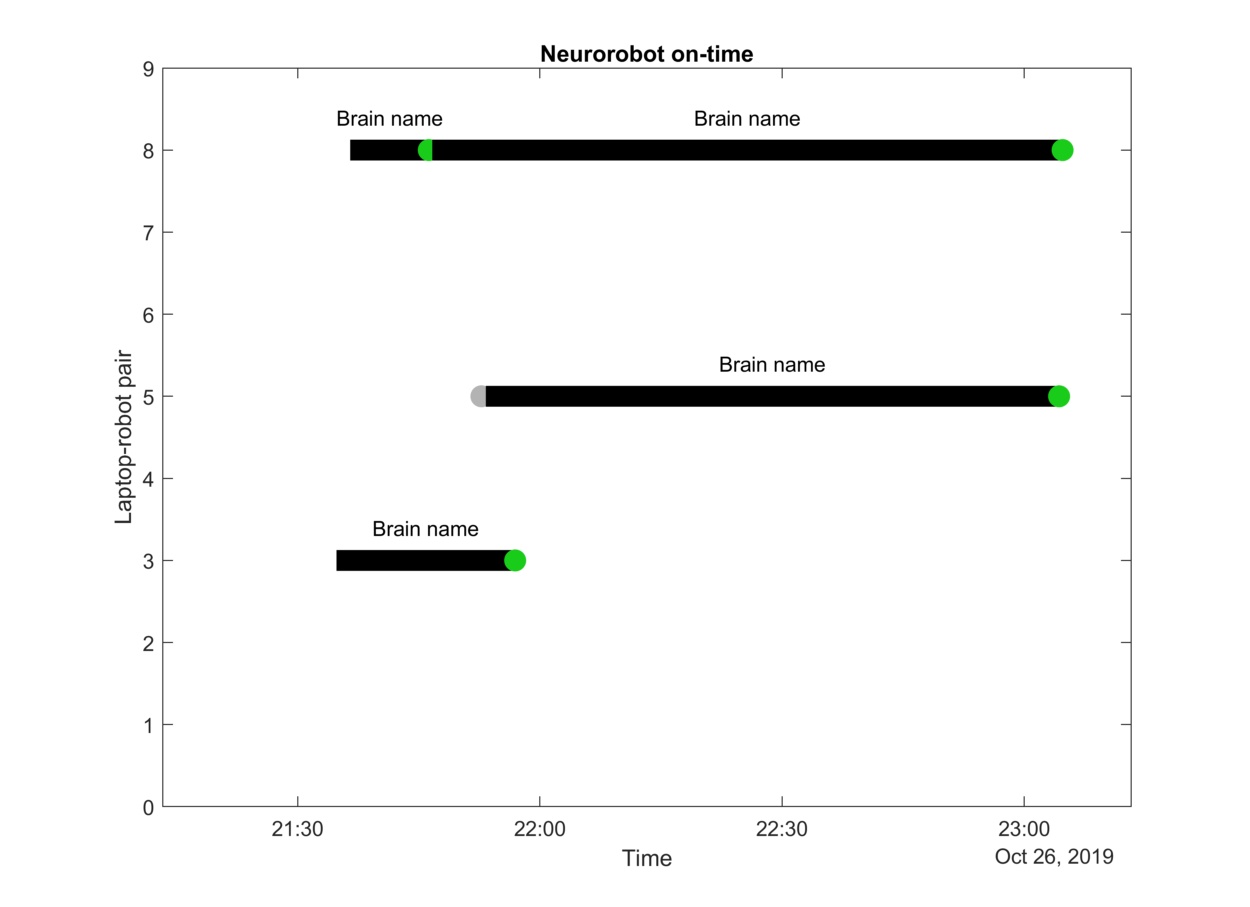 Neurorobot on-time
9
Brain name Brain name
8
7
6
Brain name
5
4
Brain name
3
2
1
0
Laptop-robot pair
21:30 22:00 22:30 23:00
Time
Oct 26, 2019